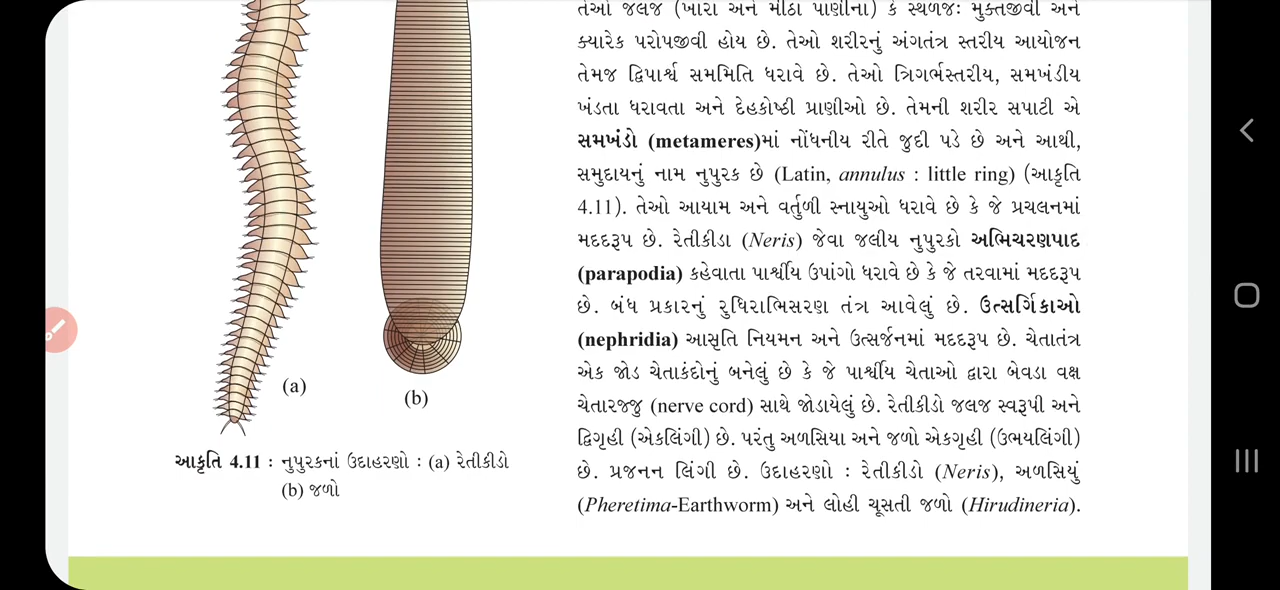 (a)
(b)
આકૃતિ 4.11 : નુપુરકનાં ઉદાહરણો : (a) રેતીકીડો
(b) જળો
તેઓ જલજ (ખારા અને મીઠા પાણીના) કે સ્થળજઃ મુક્તજીવી અને
ક્યારેક પરોપજીવી હોય છે. તેઓ શરીરનું અંગતંત્ર સ્તરીય આયોજન
તેમજ દ્વિપાર્શ્વ સમમિતિ ધરાવે છે. તેઓ ત્રિગર્ભસ્તરીય, સમખંડીય
ખંડતા ધરાવતા અને દેહકોષ્ઠી પ્રાણીઓ છે. તેમની શરીર સપાટી એ
સમખંડો (metameres)માં નોંધનીય રીતે જુદી પડે છે અને આથી,
સમુદાયનું નામ નુપુરક છે (Latin, annulus : little ring) (આકૃતિ
4.11). તેઓ આયામ અને વર્તુળી સ્નાયુઓ ધરાવે છે કે જે પ્રચલનમાં
મદદરૂપ છે. રેતીકીડા (Neris) જેવા જલીય નુપુરકો અભિચરણપાદ
(parapodia) કહેવાતા પાર્શ્વીય ઉપાંગો ધરાવે છે કે જે તરવામાં મદદરૂપ
છે. બંધ પ્રકારનું રુધિરાભિસરણ તંત્ર આવેલું છે. ઉત્સર્ગિકાઓ
(nephridia) આસૃતિ નિયમન અને ઉત્સર્જનમાં મદદરૂપ છે. ચેતાતંત્ર
એક જોડ ચેતાકંદોનું બનેલું છે કે જે પાર્શ્વીય ચેતાઓ દ્વારા બેવડા વક્ષ
ચેતારજ્જુ (nerve cord) સાથે જોડાયેલું છે. રેતીકીડો જલજ સ્વરૂપી અને
દ્વિગૃહી (એકલિંગી) છે. પરંતુ અળસિયા અને જળો એકગૃહી (ઉભયલિંગી)
છે. પ્રજનન લિંગી છે. ઉદાહરણો : રેતીકીડો (Neris), અળસિયું
(Pheretima-Earthworm) અને લોહી ચૂસતી જળો (Hirudineria).